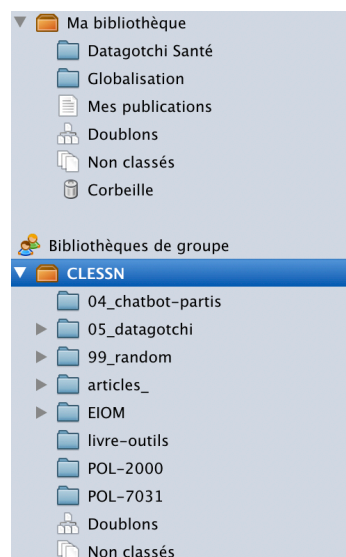 Ma bibliothèque
Datagotchi Santé
Globalisation
Mes publications
Doublons
Non classés
Corbeille
Bibliothèques de groupe
CLESSN
04_chatbot-partis
05_datagotchi
99_random
articles_
EIOM
livre-outils
POL-2000
POL-7031
Doublons
Non classés